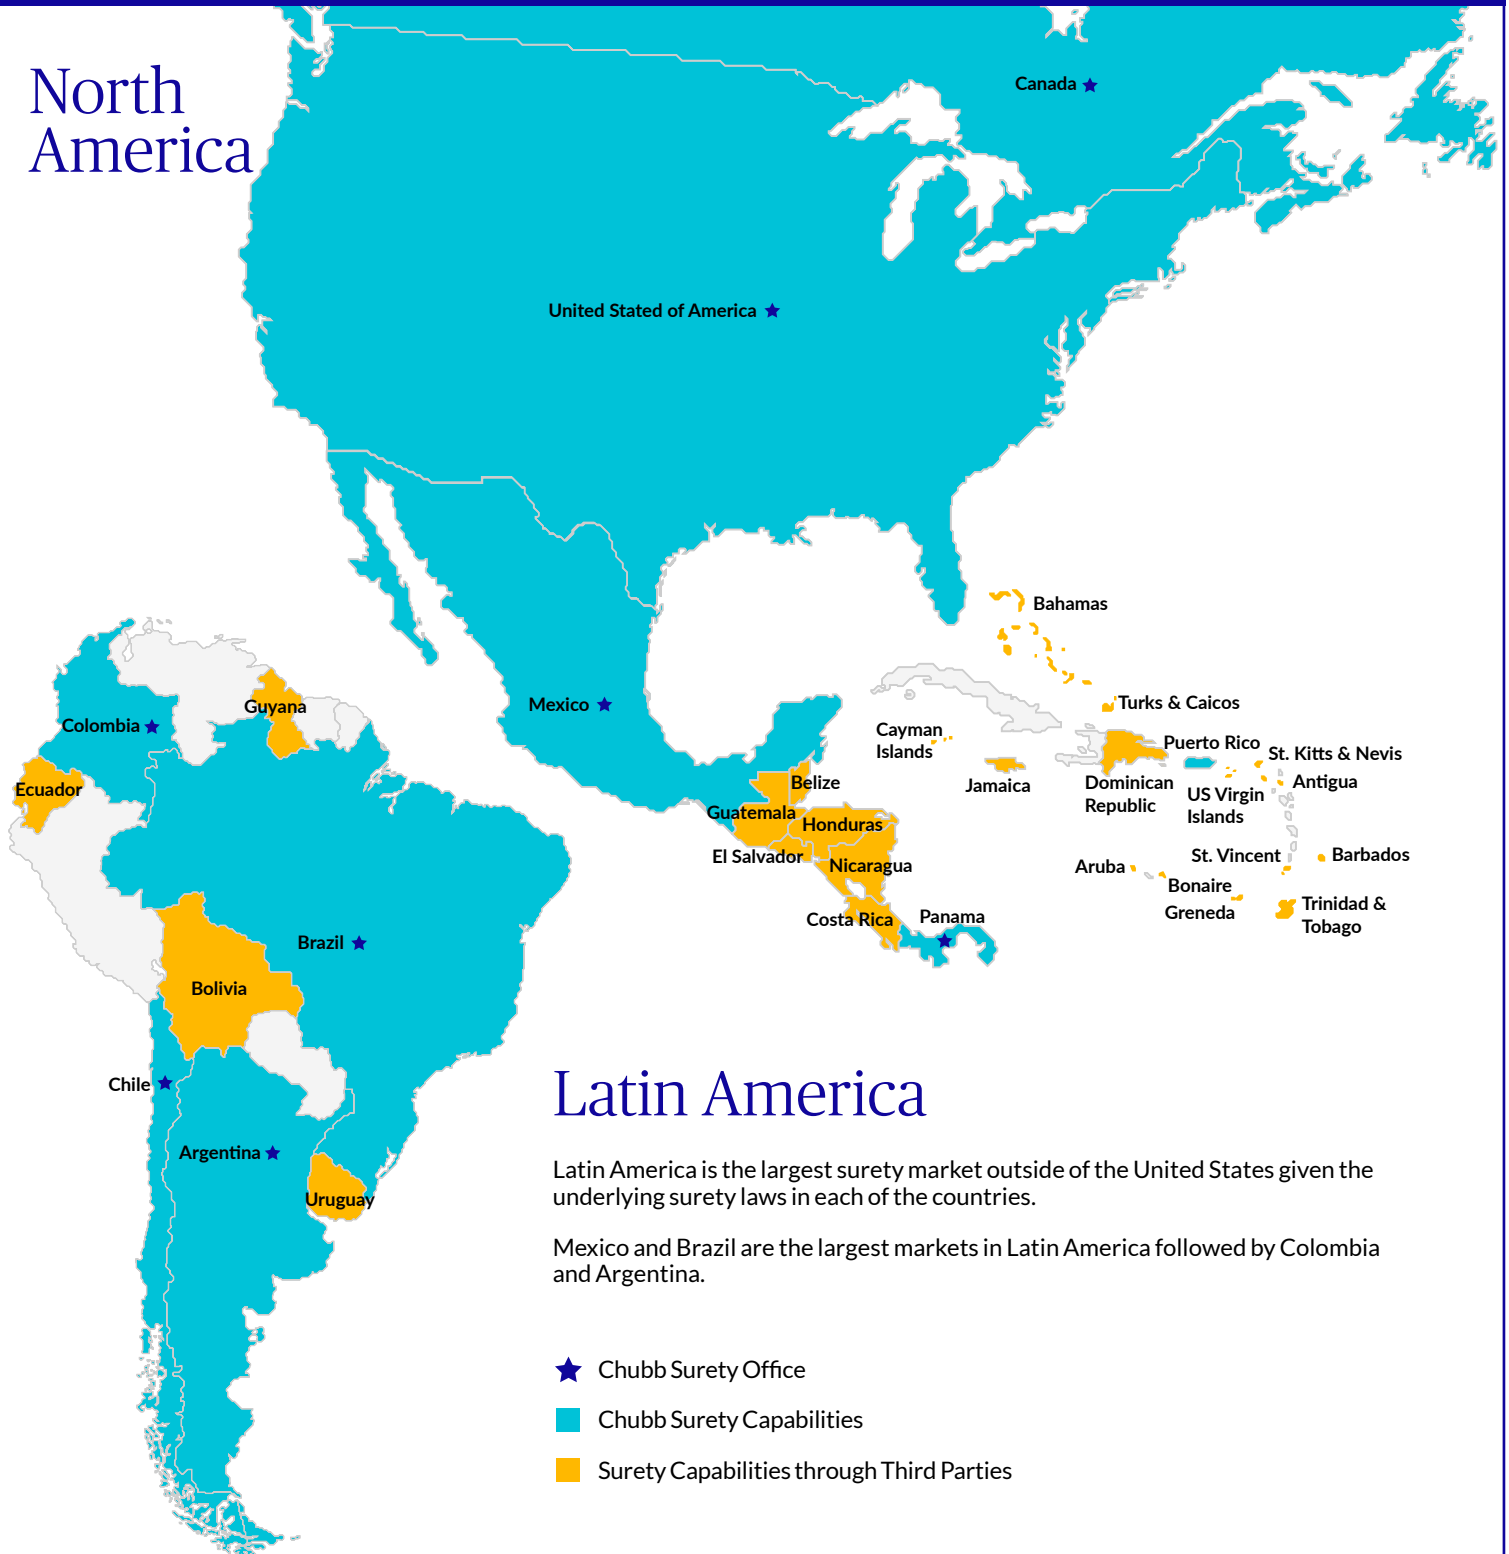 North
America
Canada
United Stated of America
Bahamas
Mexico
Turks & Caicos
Cayman
Islands
Jamaica
Dominican
Republic
Puerto Rico
St. Kitts & Nevis
Antigua
US Virgin
Islands
St. Vincent
Barbados
Aruba
Bonaire
Greneda
Trinidad &
Tobago
Belize
Guatemala
Honduras
El Salvador
Nicaragua
Costa Rica
Panama
Guyana
Colombia
Ecuador
Brazil
Bolivia
Chile
Argentina
Uruguay
Latin America
Latin America is the largest surety market outside of the United States given the
underlying surety laws in each of the countries.
Mexico and Brazil are the largest markets in Latin America followed by Colombia
and Argentina.
Chubb Surety Office
Chubb Surety Capabilities
Surety Capabilities through Third Parties